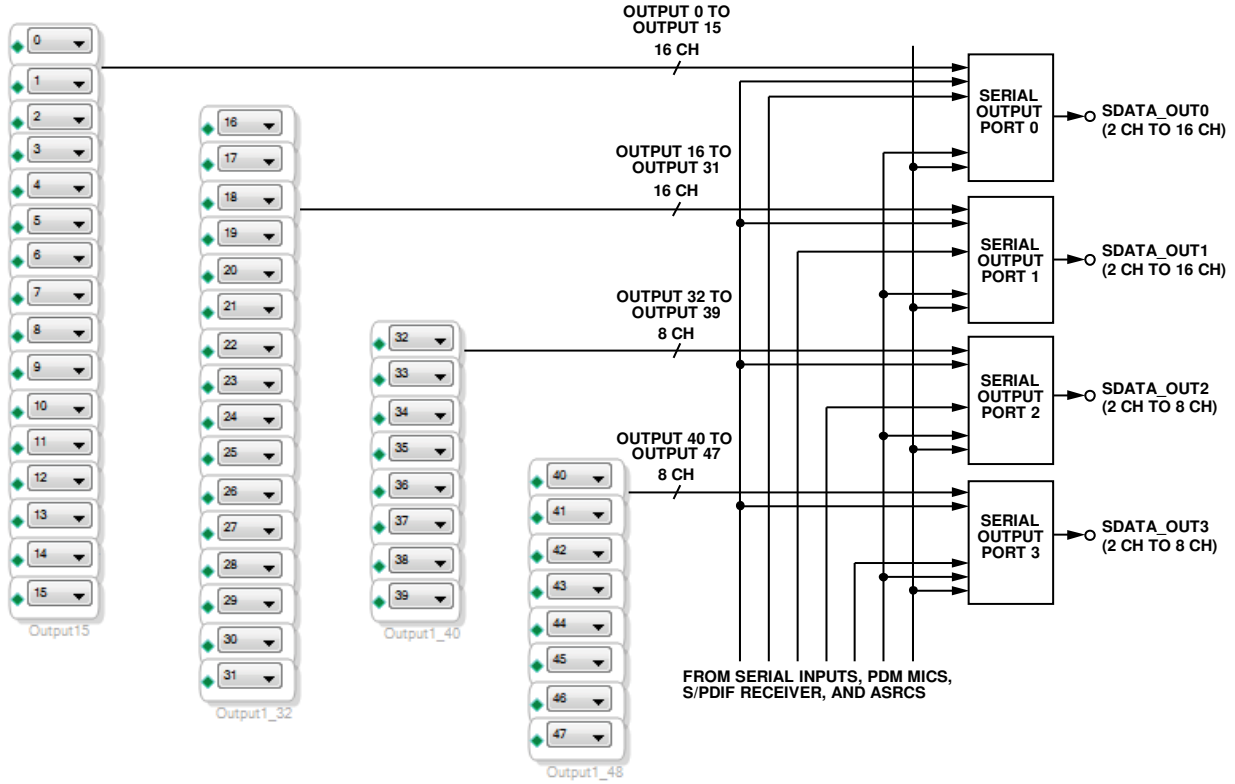 0
1
2
3
4
5
6
7
8
9
10
11
12
13
14
15
Output15
16
17
18
19
20
21
22
23
24
25
26
27
28
29
30
31
Output1_32
32
33
34
35
36
37
38
39
Output1_40
40
41
42
43
44
45
46
47
Output1_48
OUTPUT 0 TO
OUTPUT 15
16 CH
OUTPUT 16 TO
OUTPUT 31
16 CH
OUTPUT 32 TO
OUTPUT 39
8 CH
OUTPUT 40 TO
OUTPUT 47
8 CH
SERIAL
OUTPUT
PORT 0
SDATA_OUT0
(2 CH TO 16 CH)
SERIAL
OUTPUT
PORT 1
SDATA_OUT1
(2 CH TO 16 CH)
SERIAL
OUTPUT
PORT 2
SDATA_OUT2
(2 CH TO 8 CH)
SERIAL
OUTPUT
PORT 3
SDATA_OUT3
(2 CH TO 8 CH)
FROM SERIAL INPUTS, PDM MICS,
S/PDIF RECEIVER, AND ASRCS